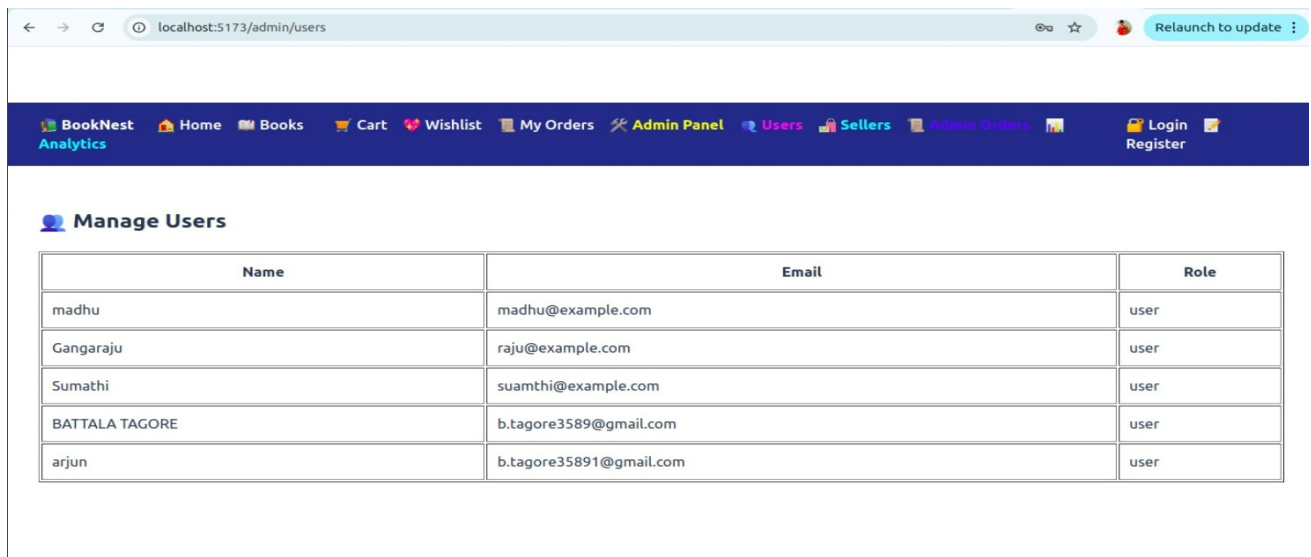 localhost:5173/admin/users
Relaunch to update
BookNest Home Books Cart Wishlist My Orders Admin Panel Users Sellers Admin Orders
Analytics
Login
Register
Manage Users
Name Email Role
madhu madhu@example.com user
Gangaraju raju@example.com user
Sumathi suamthi@example.com user
BATTALA TAGORE b.tagore3589@gmail.com user
arjun b.tagore35891@gmail.com user